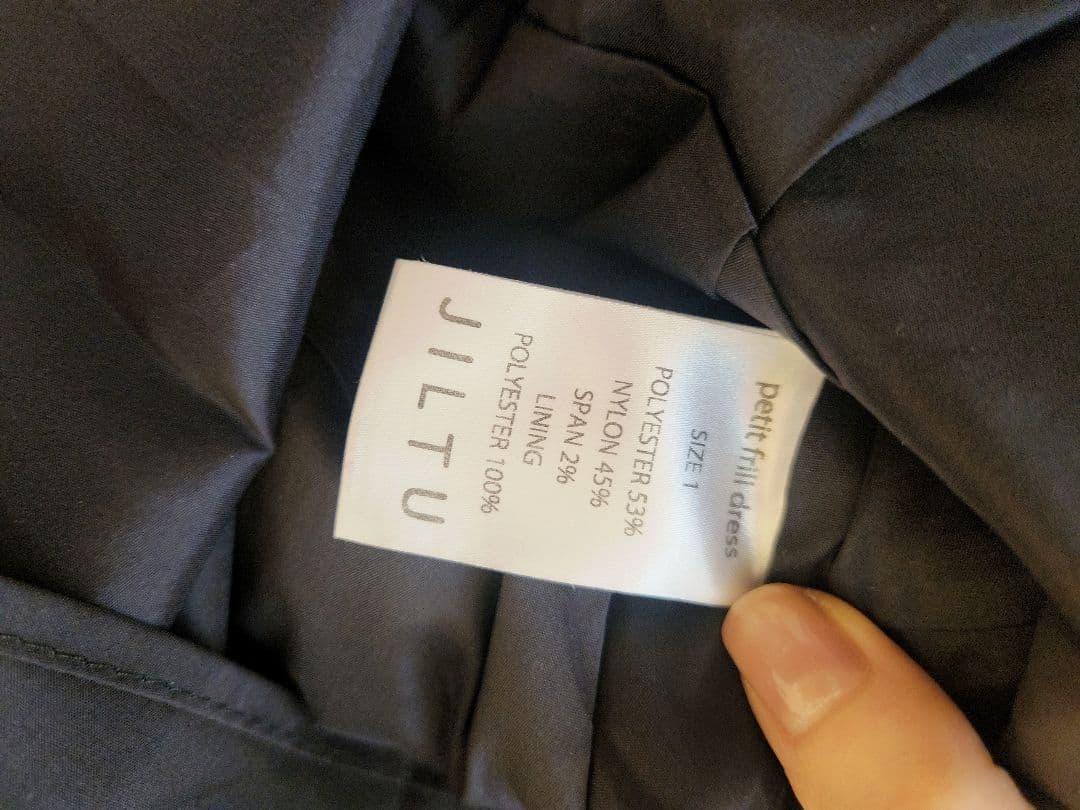 petit frill dress
SIZE 1
POLYESTER 53%
NYLON 45%
SPAN 2%
LINING
POLYESTER 100%
JILTU